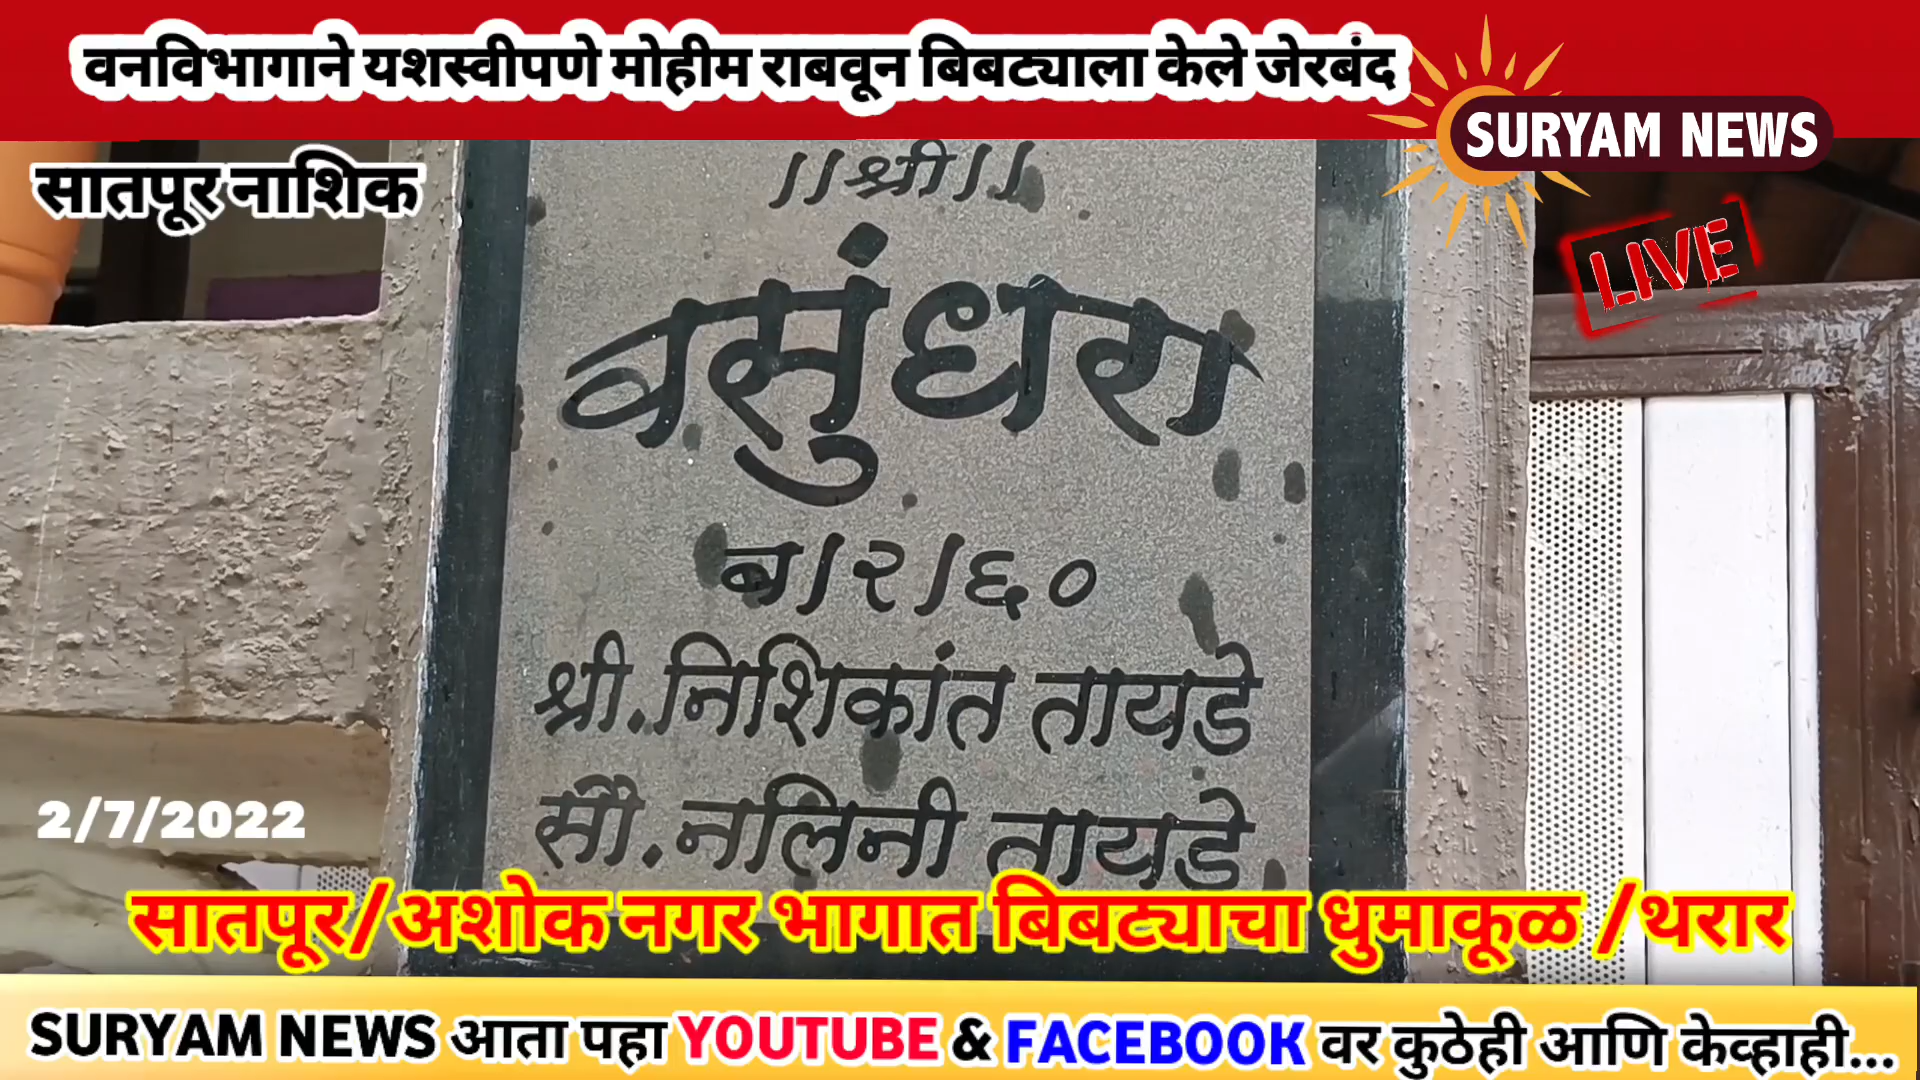 वनविभागाने यशस्वीपणे मोहीम राबवून बिबट्याला केले जेरबंद
SURYAM NEWS
सातपूर नाशिक
LIVE
॥श्री॥
वसुंधरा
ब/२/६०
श्री.निशिकांत तायडे
सौ.नलिनी तायडे.
2/7/2022
सातपूर/अशोक नगर भागात बिबट्याचा धुमाकूळ /थरार
SURYAM NEWS आता पहा YOUTUBE & FACEBOOK वर कुठेही आणि केव्हाही...